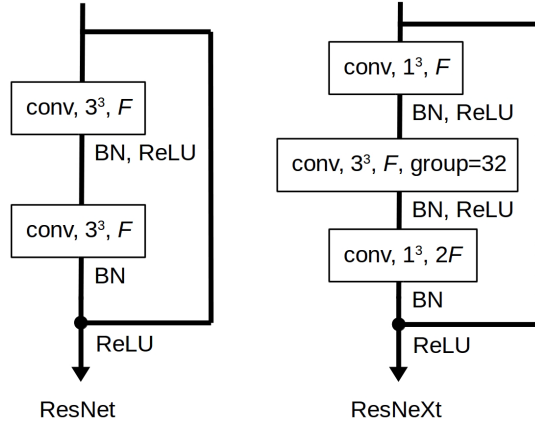 conv, 3³, F
BN, ReLU
conv, 3³, F
BN
ReLU
ResNet
conv, 1³, F
BN, ReLU
conv, 3³, F, group=32
BN, ReLU
conv, 1³, 2F
BN
ReLU
ResNeXt